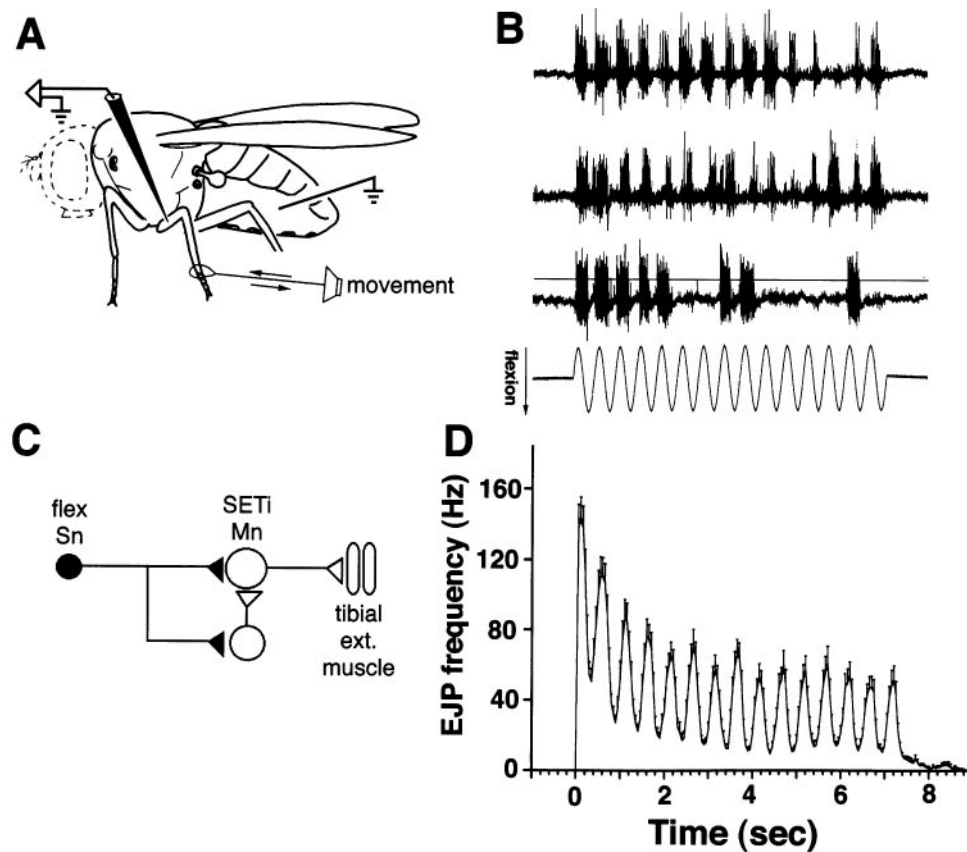 A
movement
B
flexion
C
flex
Sn
SETi
Mn
tibial
ext.
muscle
D
EJP frequency (Hz)
160
120
80
40
0
0 2 4 6 8
Time (sec)